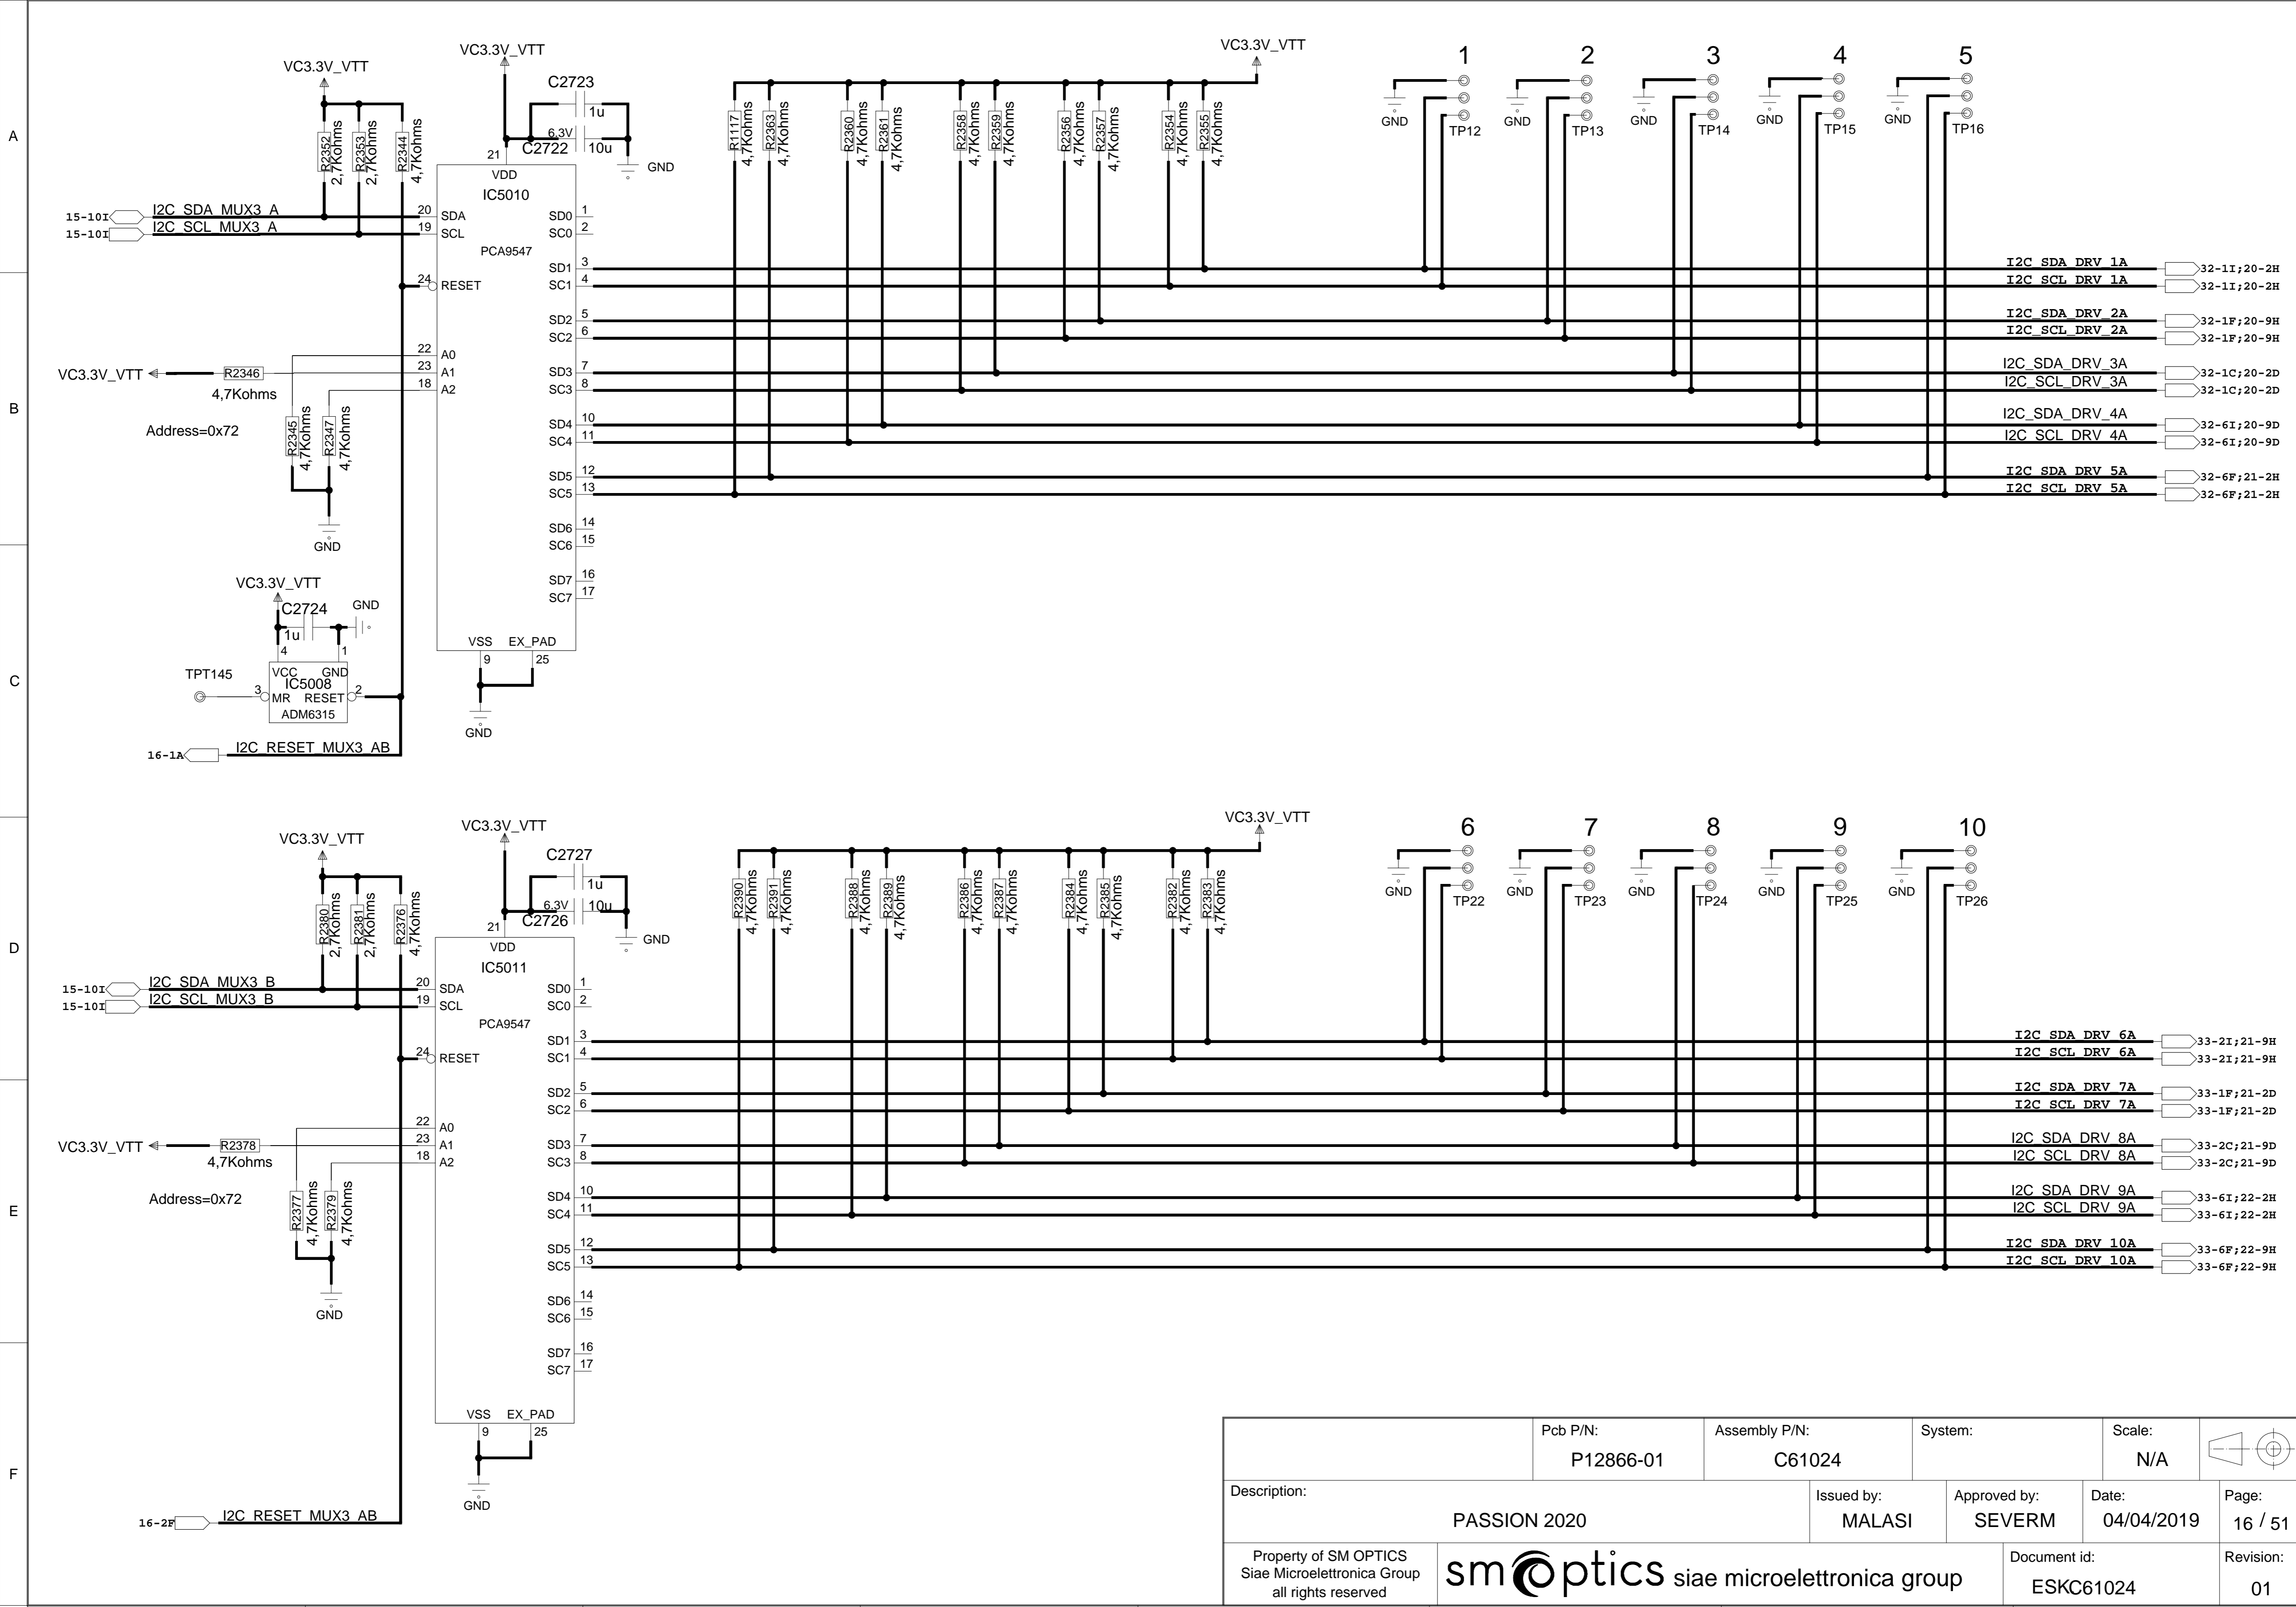 VC3.3V_VTT
VC3.3V_VTT
VC3.3V_VTT
1 2 3 4 5
A
C2723
1u
6,3V
C2722
10u
GND
R2352
2,7Kohms
R2353
2,7Kohms
R2344
4,7Kohms
R1117
4,7Kohms
R2363
4,7Kohms
R2360
4,7Kohms
R2361
4,7Kohms
R2358
4,7Kohms
R2359
4,7Kohms
R2356
4,7Kohms
R2357
4,7Kohms
R2354
4,7Kohms
R2355
4,7Kohms
GND TP12
GND TP13
GND TP14
GND TP15
GND TP16
21
VDD
IC5010
PCA9547
15-10I I2C_SDA_MUX3_A 20 SDA
15-10I I2C_SCL_MUX3_A 19 SCL
24 RESET
22 A0
23 A1
18 A2
SD0 1
SC0 2
SD1 3 I2C_SDA_DRV_1A 32-1I;20-2H
SC1 4 I2C_SCL_DRV_1A 32-1I;20-2H
SD2 5 I2C_SDA_DRV_2A 32-1F;20-9H
SC2 6 I2C_SCL_DRV_2A 32-1F;20-9H
SD3 7 I2C_SDA_DRV_3A 32-1C;20-2D
SC3 8 I2C_SCL_DRV_3A 32-1C;20-2D
SD4 10 I2C_SDA_DRV_4A 32-6I;20-9D
SC4 11 I2C_SCL_DRV_4A 32-6I;20-9D
SD5 12 I2C_SDA_DRV_5A 32-6F;21-2H
SC5 13 I2C_SCL_DRV_5A 32-6F;21-2H
SD6 14
SC6 15
SD7 16
SC7 17
B
VC3.3V_VTT R2346
4,7Kohms
Address=0x72
R2345
4,7Kohms
R2347
4,7Kohms
GND
VSS EX_PAD
9 25
GND
C
VC3.3V_VTT
C2724
1u
GND
4 1
TPT145
VCC GND
IC5008
3 MR RESET 2
ADM6315
16-1A I2C_RESET_MUX3_AB
VC3.3V_VTT
VC3.3V_VTT
VC3.3V_VTT
6 7 8 9 10
D
C2727
1u
6,3V
C2726
10u
GND
R2380
2,7Kohms
R2381
2,7Kohms
R2376
4,7Kohms
R2390
4,7Kohms
R2391
4,7Kohms
R2388
4,7Kohms
R2389
4,7Kohms
R2386
4,7Kohms
R2387
4,7Kohms
R2384
4,7Kohms
R2385
4,7Kohms
R2382
4,7Kohms
R2383
4,7Kohms
GND TP22
GND TP23
GND TP24
GND TP25
GND TP26
21
VDD
IC5011
PCA9547
15-10I I2C_SDA_MUX3_B 20 SDA
15-10I I2C_SCL_MUX3_B 19 SCL
24 RESET
22 A0
23 A1
18 A2
SD0 1
SC0 2
SD1 3 I2C_SDA_DRV_6A 33-2I;21-9H
SC1 4 I2C_SCL_DRV_6A 33-2I;21-9H
SD2 5 I2C_SDA_DRV_7A 33-1F;21-2D
SC2 6 I2C_SCL_DRV_7A 33-1F;21-2D
SD3 7 I2C_SDA_DRV_8A 33-2C;21-9D
SC3 8 I2C_SCL_DRV_8A 33-2C;21-9D
SD4 10 I2C_SDA_DRV_9A 33-6I;22-2H
SC4 11 I2C_SCL_DRV_9A 33-6I;22-2H
SD5 12 I2C_SDA_DRV_10A 33-6F;22-9H
SC5 13 I2C_SCL_DRV_10A 33-6F;22-9H
SD6 14
SC6 15
SD7 16
SC7 17
E
VC3.3V_VTT R2378
4,7Kohms
Address=0x72
R2377
4,7Kohms
R2379
4,7Kohms
GND
VSS EX_PAD
9 25
GND
F
16-2F I2C_RESET_MUX3_AB
Pcb P/N:
P12866-01
Assembly P/N:
C61024
System:
Scale:
N/A
Description:
PASSION 2020
Issued by:
MALASI
Approved by:
SEVERM
Date:
04/04/2019
Page:
16 / 51
Property of SM OPTICS
Siae Microelettronica Group
all rights reserved
sm optics siae microelettronica group
Document id:
ESKC61024
Revision:
01